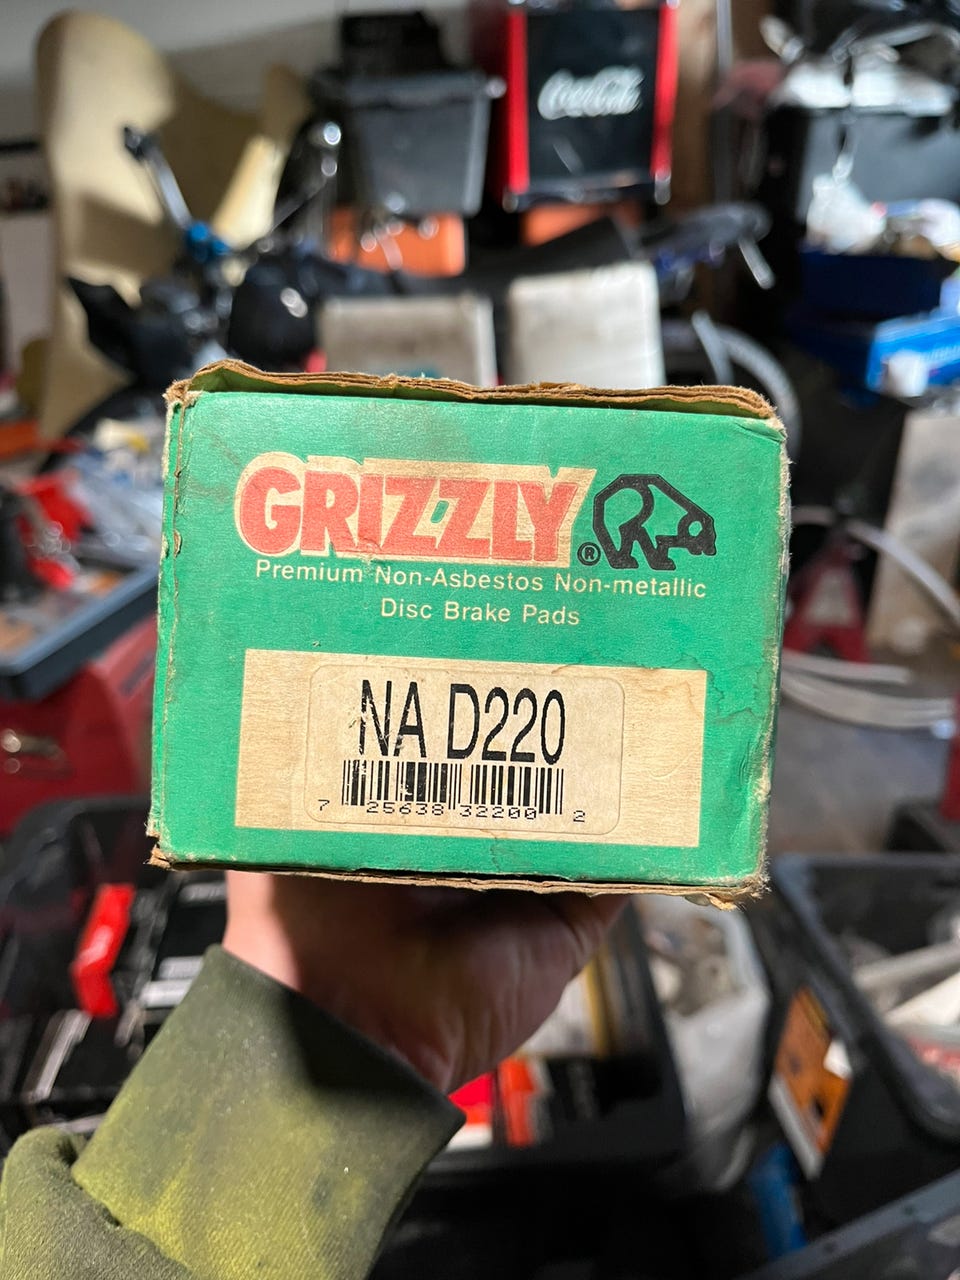 Coca-Cola
GRIZZLY ®
Premium Non-Asbestos Non-metallic
Disc Brake Pads
NA D220
7 25638 32200 2